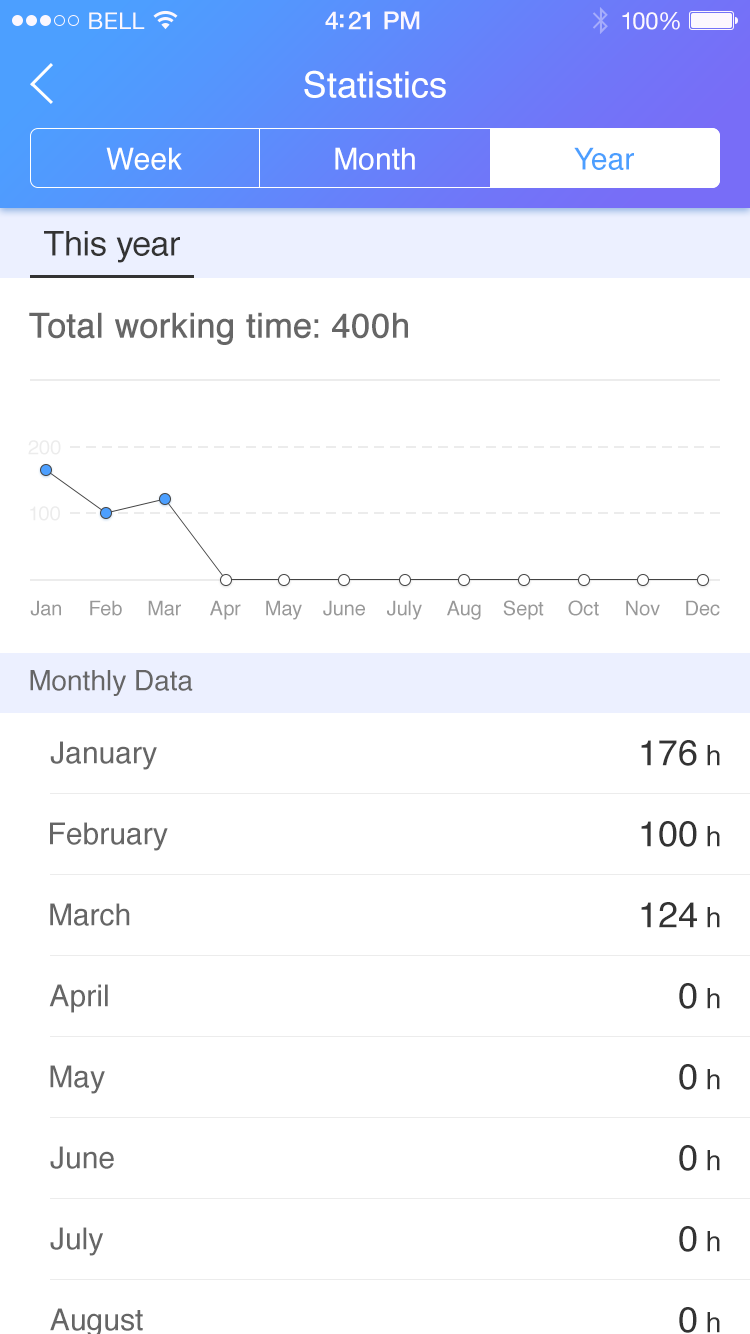 BELL 4:21 PM 100%
Statistics
Week Month Year
This year
Total working time: 400h
200
100
Jan Feb Mar Apr May June July Aug Sept Oct Nov Dec
Monthly Data
January 176 h
February 100 h
March 124 h
April 0 h
May 0 h
June 0 h
July 0 h
August 0 h